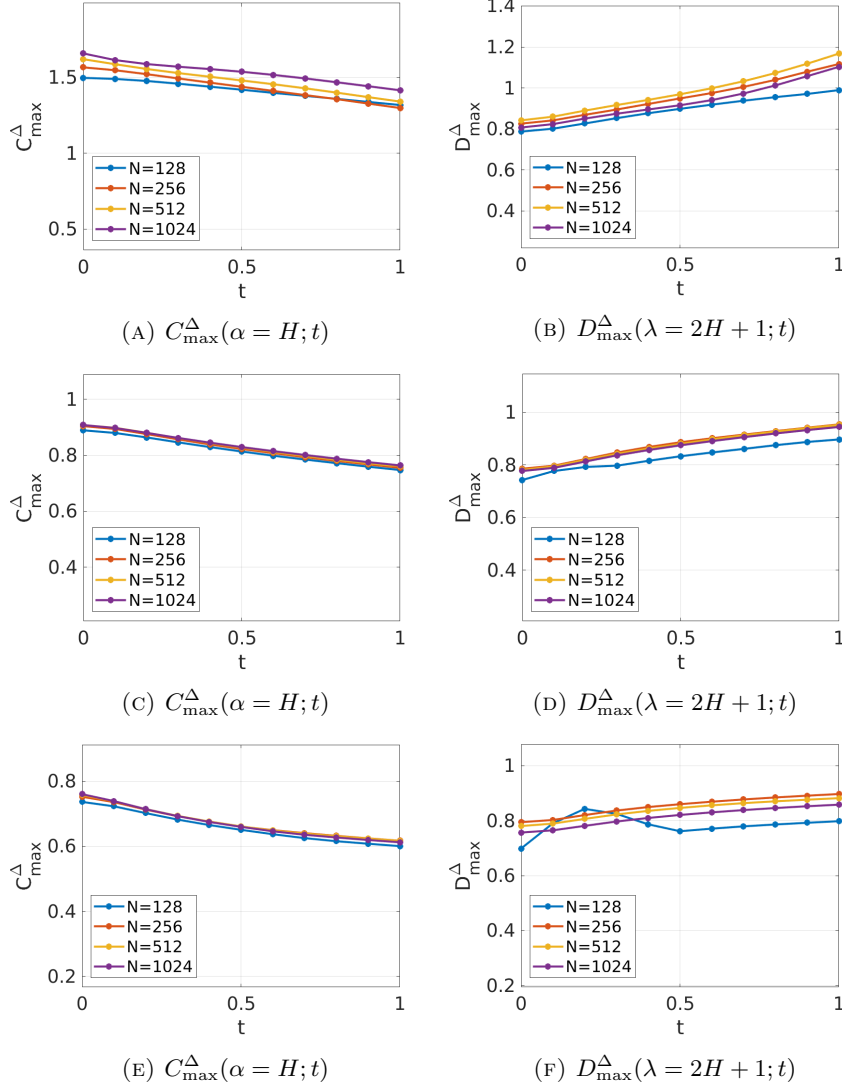 1.5
1
0.5
C^Δ_max
N=128
N=256
N=512
N=1024
0 0.5 1
t
(A) C^Δ_max(α = H; t)
1.4
1.2
1
0.8
0.6
0.4
D^Δ_max
N=128
N=256
N=512
N=1024
0 0.5 1
t
(B) D^Δ_max(λ = 2H + 1; t)
1
0.8
0.6
0.4
C^Δ_max
N=128
N=256
N=512
N=1024
0 0.5 1
t
(C) C^Δ_max(α = H; t)
1
0.8
0.6
0.4
D^Δ_max
N=128
N=256
N=512
N=1024
0 0.5 1
t
(D) D^Δ_max(λ = 2H + 1; t)
0.8
0.6
0.4
0.2
C^Δ_max
N=128
N=256
N=512
N=1024
0 0.5 1
t
(E) C^Δ_max(α = H; t)
1
0.8
0.6
0.4
0.2
D^Δ_max
N=128
N=256
N=512
N=1024
0 0.5 1
t
(F) D^Δ_max(λ = 2H + 1; t)